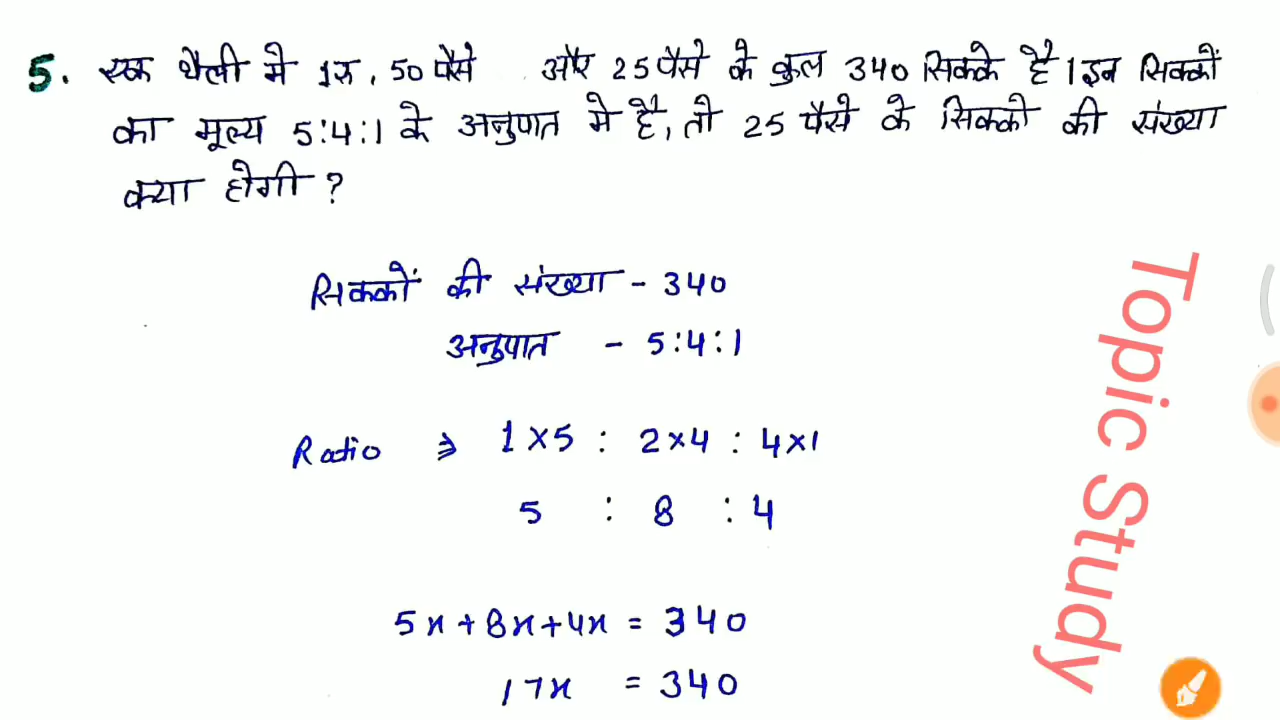 5. एक थैली मे 1रु, 50 पैसे और 25 पैसे के कुल 340 सिक्के है। इन सिक्कों
का मूल्य 5:4:1 के अनुपात मे है, तो 25 पैसे के सिक्को की संख्या
क्या होगी ?
सिक्कों की संख्या - 340
अनुपात - 5:4:1
Ratio ⇒ 1×5 : 2×4 : 4×1
5 : 8 : 4
5x + 8x + 4x = 340
17x = 340
Topic Study